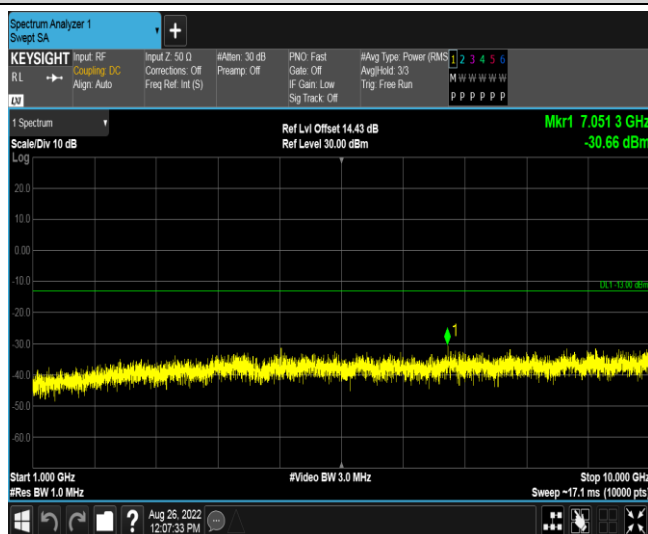 Spectrum Analyzer 1
Swept SA
+
KEYSIGHT
RL
LXI
Input: RF
Coupling: DC
Align: Auto
Input Z: 50 Ω
Corrections: Off
Freq Ref: Int (S)
#Atten: 30 dB
Preamp: Off
PNO: Fast
Gate: Off
IF Gain: Low
Sig Track: Off
#Avg Type: Power (RMS
Avg|Hold: 3/3
Trig: Free Run
1 2 3 4 5 6
M W W W W W
P P P P P P
1 Spectrum
Scale/Div 10 dB
Log
Ref Lvl Offset 14.43 dB
Ref Level 30.00 dBm
Mkr1 7.051 3 GHz
-30.66 dBm
20.0
10.0
0.00
-10.0
DL1 -13.00 dBm
-20.0
-30.0
1
-40.0
-50.0
-60.0
Start 1.000 GHz
#Res BW 1.0 MHz
#Video BW 3.0 MHz
Stop 10.000 GHz
Sweep ~17.1 ms (10000 pts)
?
Aug 26, 2022
12:07:33 PM